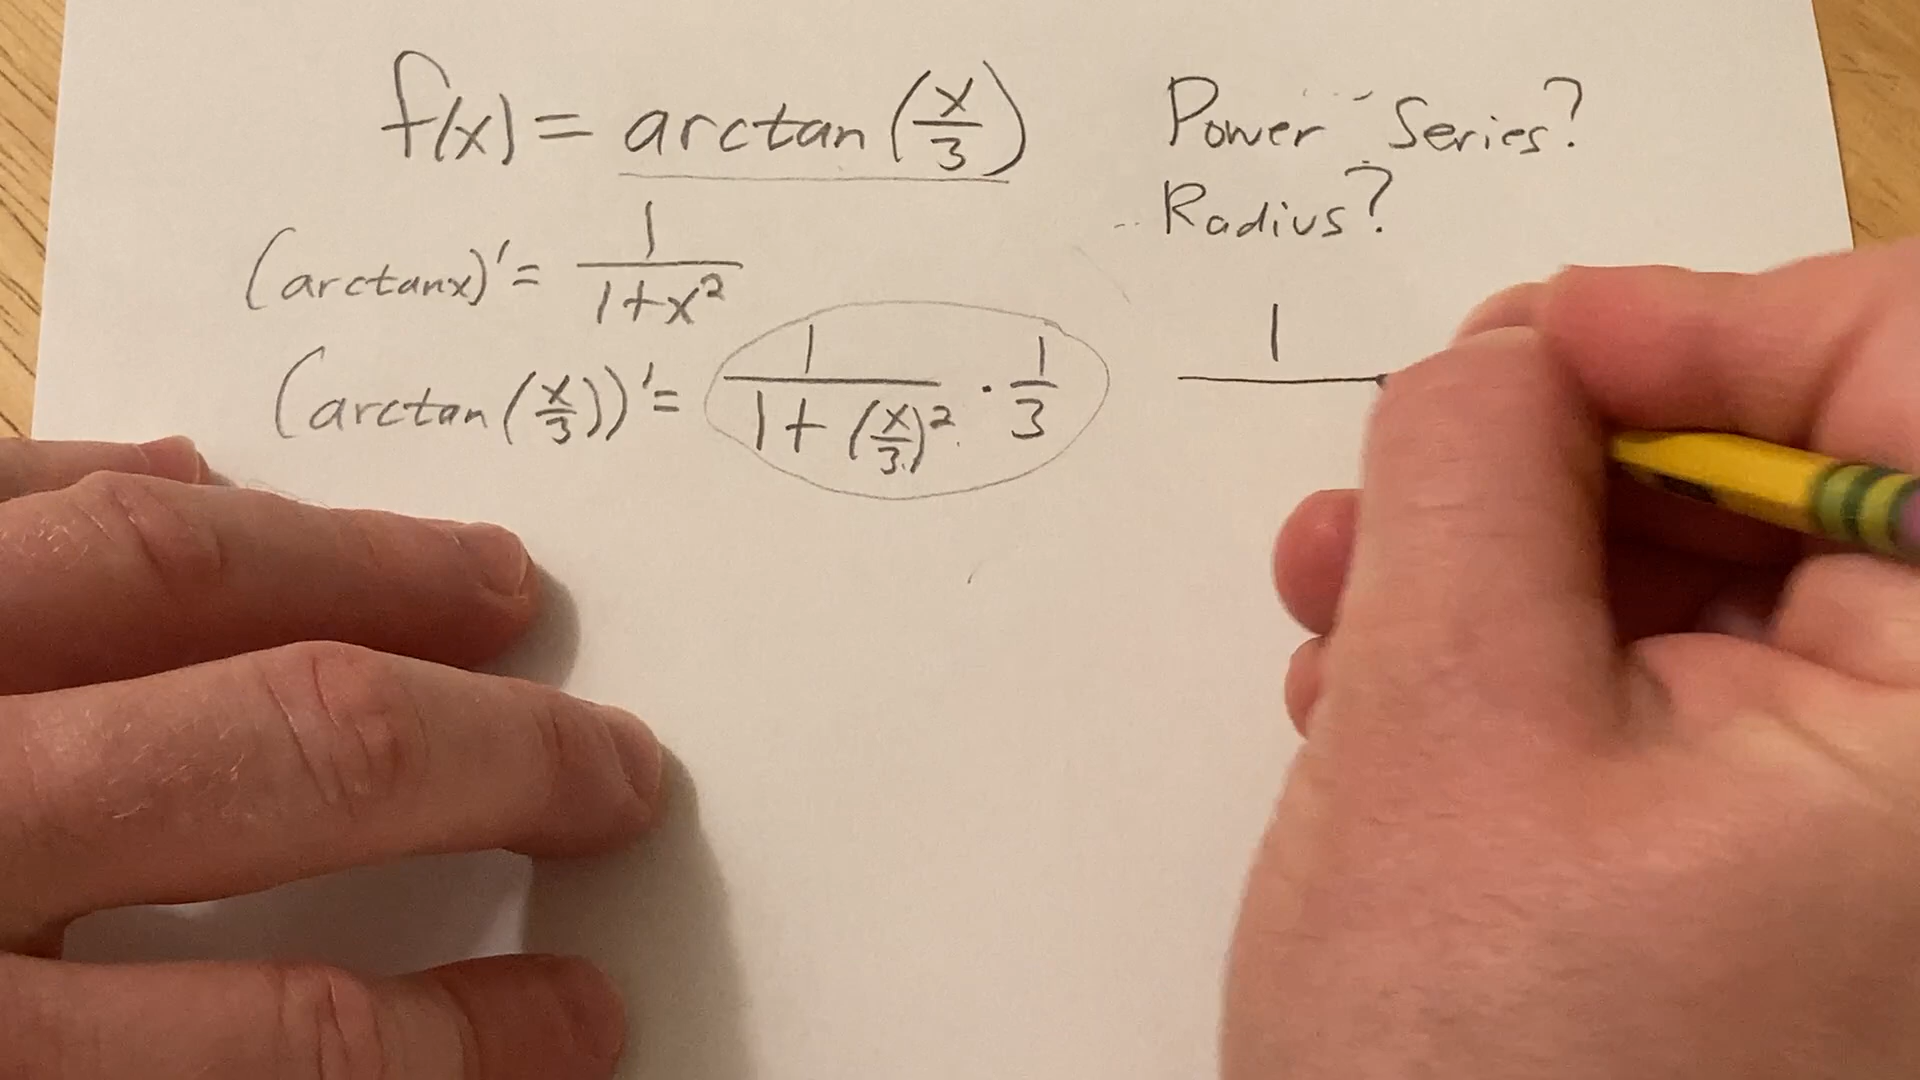 f(x) = arctan(x/3) Power Series?
Radius?
(arctanx)' = 1/(1+x²)
(arctan(x/3))' = 1/(1+(x/3)²) · 1/3
1